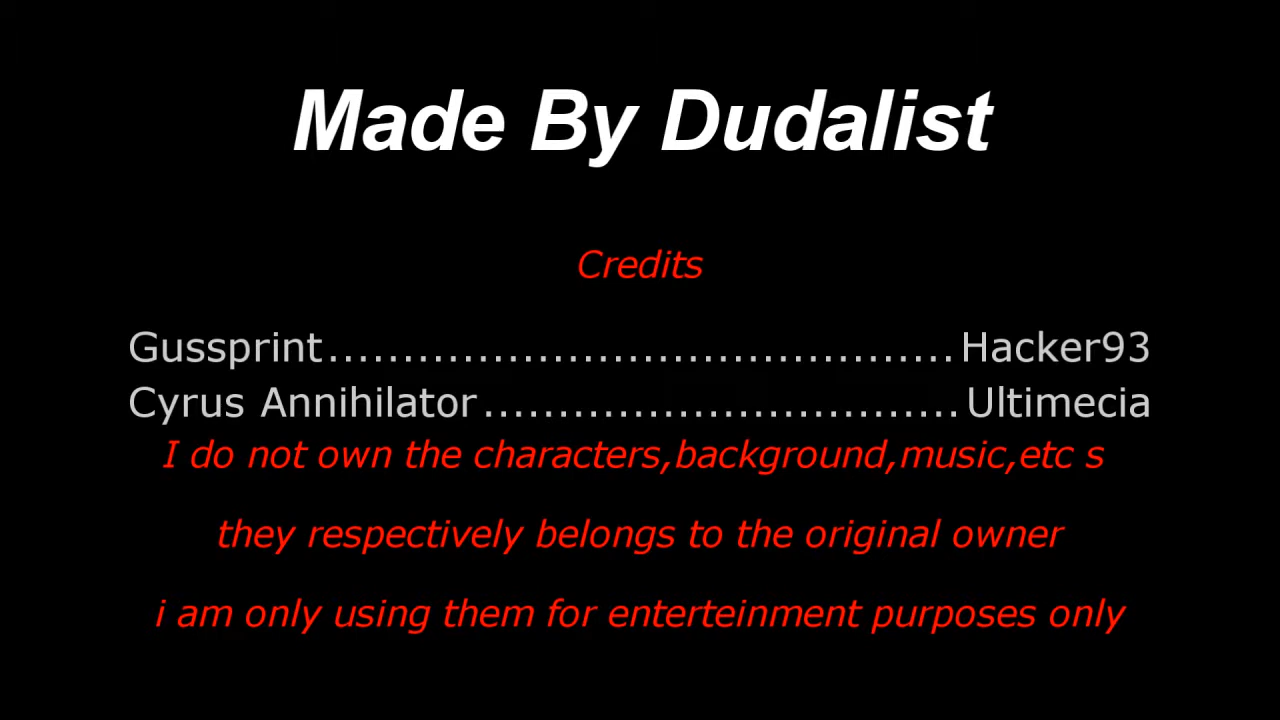 Made By Dudalist
Credits
Gussprint..........................................Hacker93
Cyrus Annihilator................................Ultimecia
I do not own the characters,background,music,etc s
they respectively belongs to the original owner
i am only using them for enterteinment purposes only